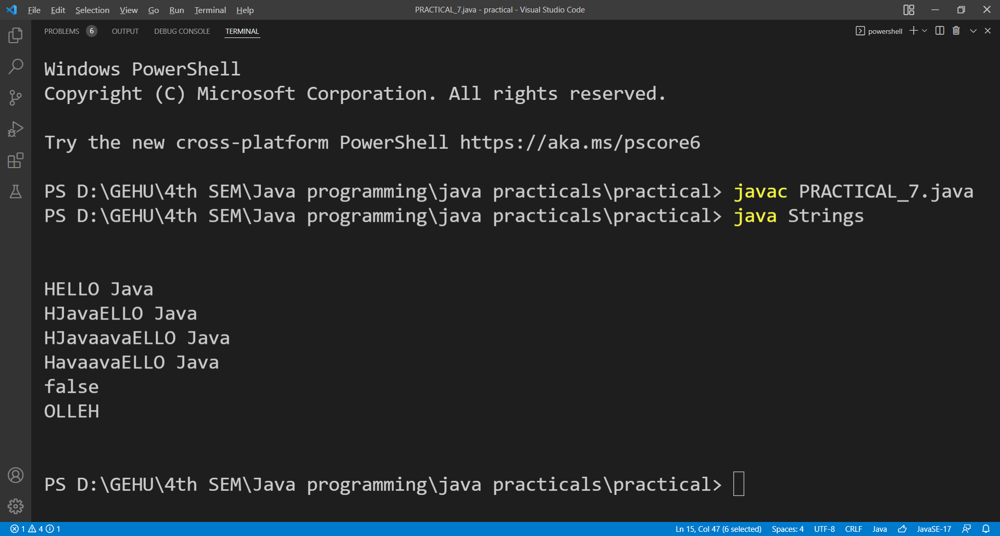 File Edit Selection View Go Run Terminal Help PRACTICAL_7.java - practical - Visual Studio Code
PROBLEMS 6 OUTPUT DEBUG CONSOLE TERMINAL powershell
Windows PowerShell
Copyright (C) Microsoft Corporation. All rights reserved.
Try the new cross-platform PowerShell https://aka.ms/pscore6
PS D:\GEHU\4th SEM\Java programming\java practicals\practical> javac PRACTICAL_7.java
PS D:\GEHU\4th SEM\Java programming\java practicals\practical> java Strings
HELLO Java
HJavaELLO Java
HJavaavaELLO Java
HavaavaELLO Java
false
OLLEH
PS D:\GEHU\4th SEM\Java programming\java practicals\practical>
1 4 1 Ln 15, Col 47 (6 selected) Spaces: 4 UTF-8 CRLF Java JavaSE-17